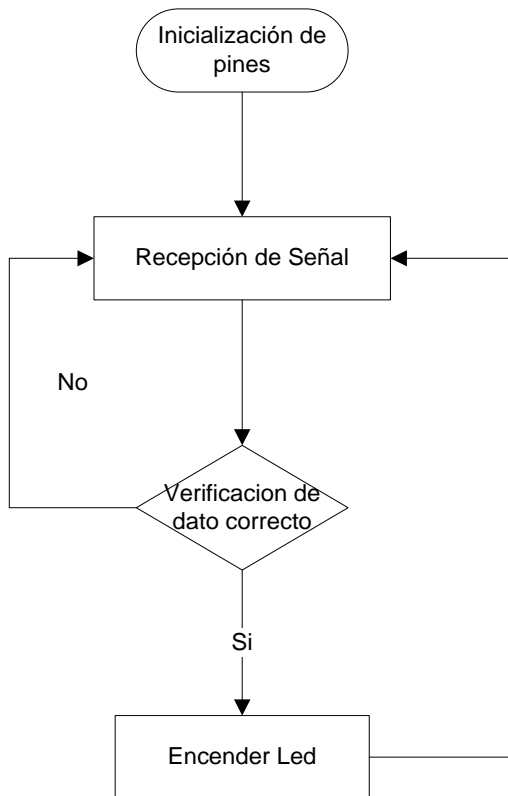 Inicialización de
pines
Recepción de Señal
No
Verificacion de
dato correcto
Si
Encender Led